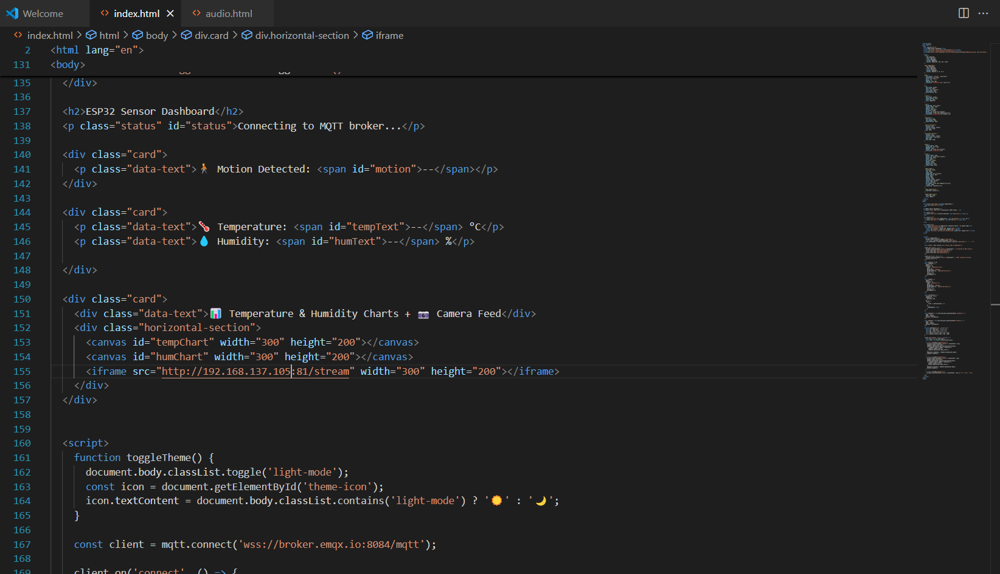 Welcome
index.html
audio.html
index.html > html > body > div.card > div.horizontal-section > iframe
2 <html lang="en">
131 <body>
135 </div>
136
137 <h2>ESP32 Sensor Dashboard</h2>
138 <p class="status" id="status">Connecting to MQTT broker...</p>
139
140 <div class="card">
141 <p class="data-text">🚶 Motion Detected: <span id="motion">--</span></p>
142 </div>
143
144 <div class="card">
145 <p class="data-text">🌡️ Temperature: <span id="tempText">--</span> °C</p>
146 <p class="data-text">💧 Humidity: <span id="humText">--</span> %</p>
147
148 </div>
149
150 <div class="card">
151 <div class="data-text">📊 Temperature & Humidity Charts + 📷 Camera Feed</div>
152 <div class="horizontal-section">
153 <canvas id="tempChart" width="300" height="200"></canvas>
154 <canvas id="humChart" width="300" height="200"></canvas>
155 <iframe src="http://192.168.137.105:81/stream" width="300" height="200"></iframe>
156 </div>
157 </div>
158
159
160 <script>
161 function toggleTheme() {
162 document.body.classList.toggle('light-mode');
163 const icon = document.getElementById('theme-icon');
164 icon.textContent = document.body.classList.contains('light-mode') ? '☀️' : '🌙';
165 }
166
167 const client = mqtt.connect('wss://broker.emqx.io:8084/mqtt');
168
169 client.on('connect', () => {